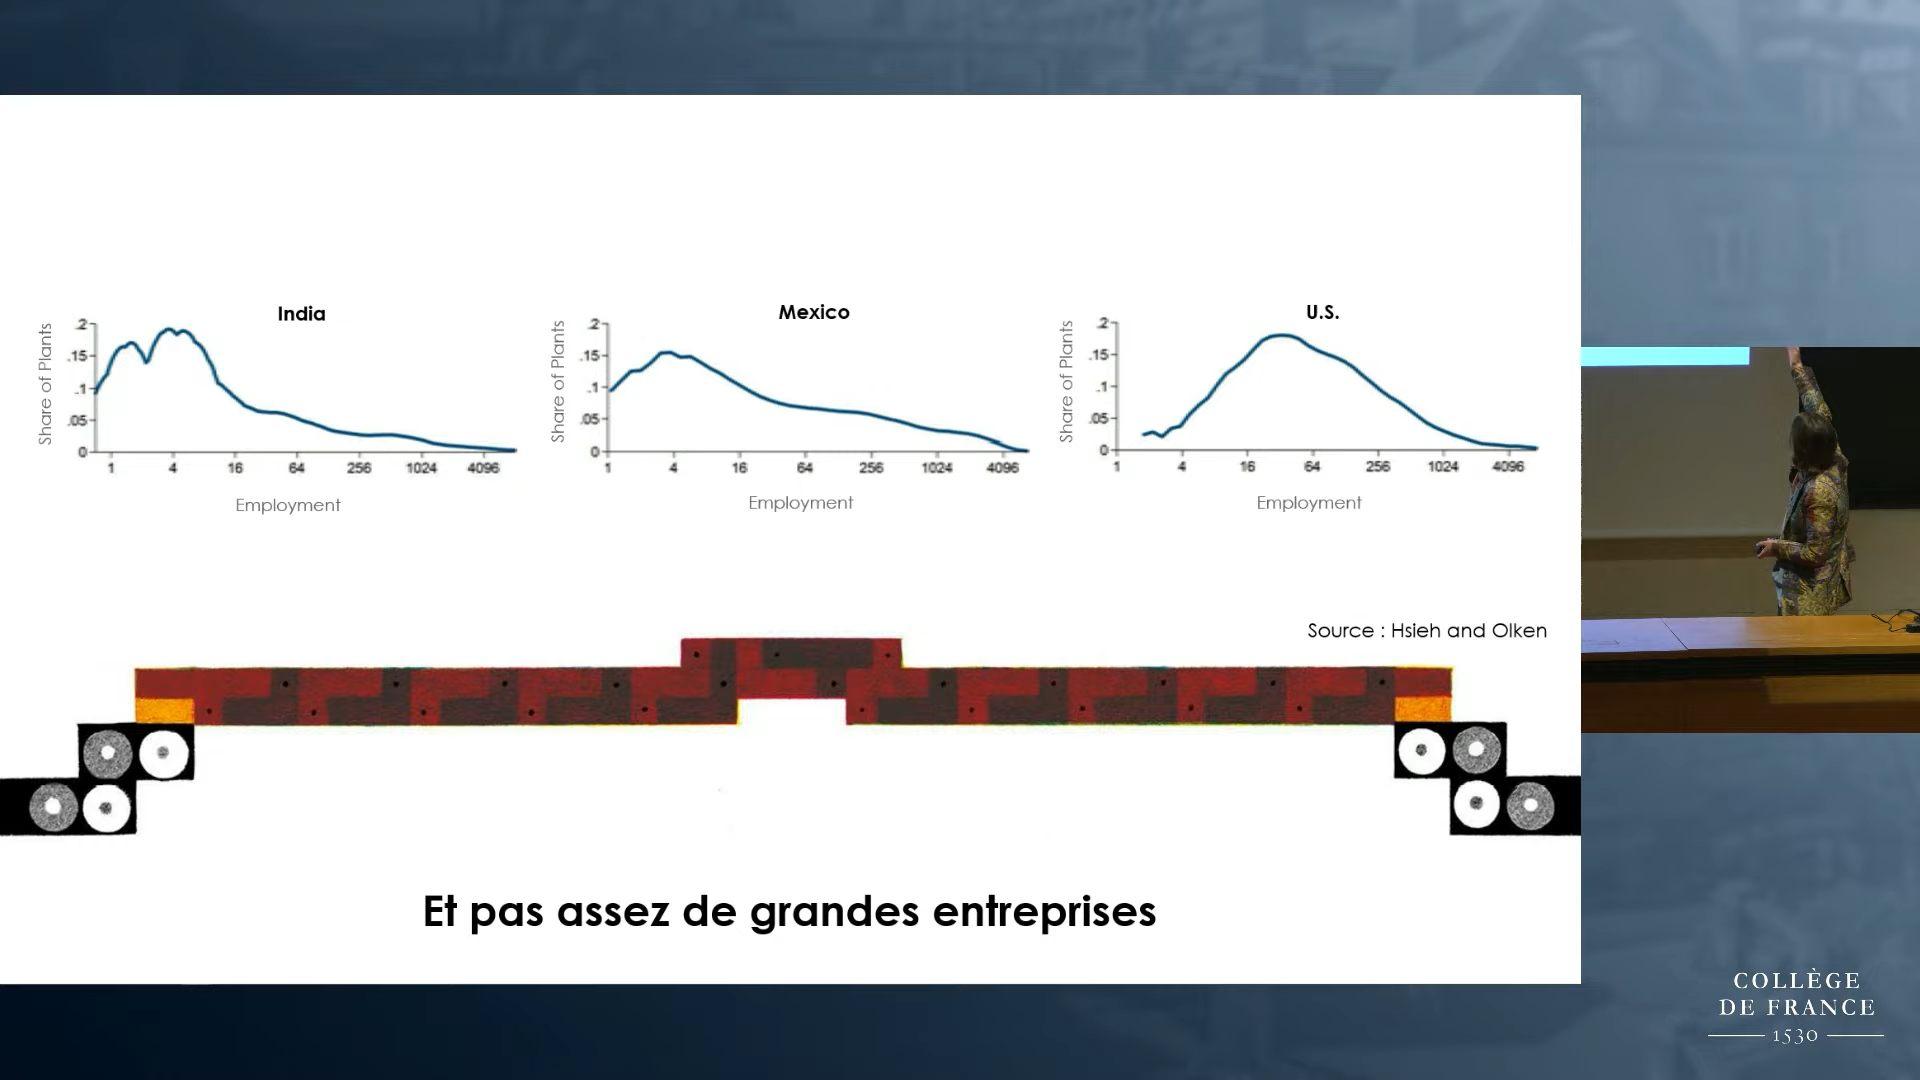 India
Share of Plants
.2
.15
.1
.05
0
1 4 16 64 256 1024 4096
Employment
Mexico
Share of Plants
.2
.15
.1
.05
0
1 4 16 64 256 1024 4096
Employment
U.S.
Share of Plants
.2
.15
.1
.05
0
1 4 16 64 256 1024 4096
Employment
Source : Hsieh and Olken
Et pas assez de grandes entreprises
COLLÈGE
DE FRANCE
1530